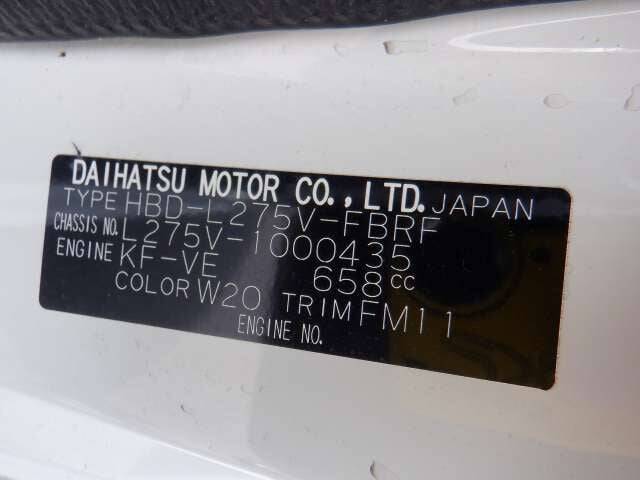 DAIHATSU MOTOR CO., LTD. JAPAN
TYPE HBD-L275V-FBRF
CHASSIS NO. L275V-1000435
ENGINE KF-VE 658cc
COLOR W20 TRIM FM11
ENGINE NO.